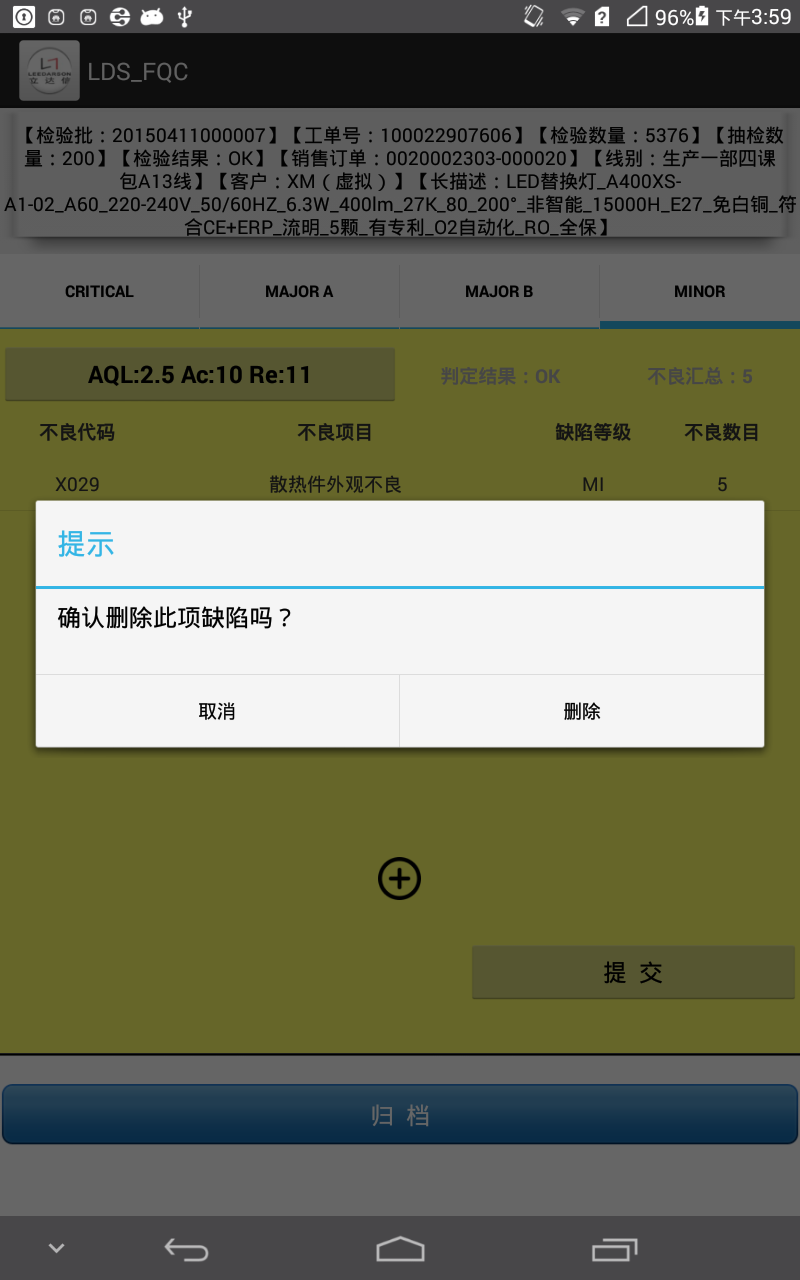 96% 下午3:59
LEEDARSON
立 达 信
LDS_FQC
【检验批：20150411000007】【工单号：100022907606】【检验数量：5376】【抽检数
量：200】【检验结果：OK】【销售订单：0020002303-000020】【线别：生产一部四课
包A13线】【客户：XM（虚拟）】【长描述：LED替换灯_A400XS-
A1-02_A60_220-240V_50/60HZ_6.3W_400lm_27K_80_200°_非智能_15000H_E27_免白铜_符
合CE+ERP_流明_5颗_有专利_O2自动化_RO_全保】
CRITICAL MAJOR A MAJOR B MINOR
AQL:2.5 Ac:10 Re:11 判定结果：OK 不良汇总：5
不良代码 不良项目 缺陷等级 不良数目
X029 散热件外观不良 MI 5
提示
确认删除此项缺陷吗？
取消 删除
提 交
归 档